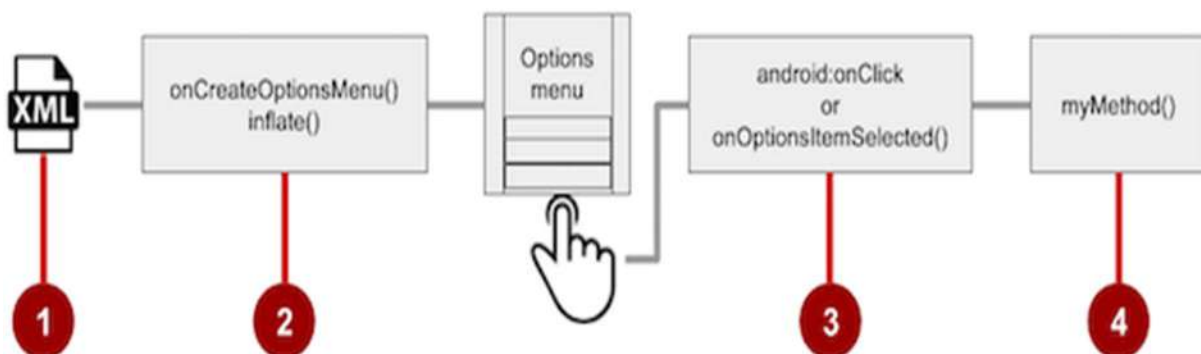 XML
onCreateOptionsMenu()
inflate()
Options
menu
android:onClick
or
onOptionsItemSelected()
myMethod()
1
2
3
4